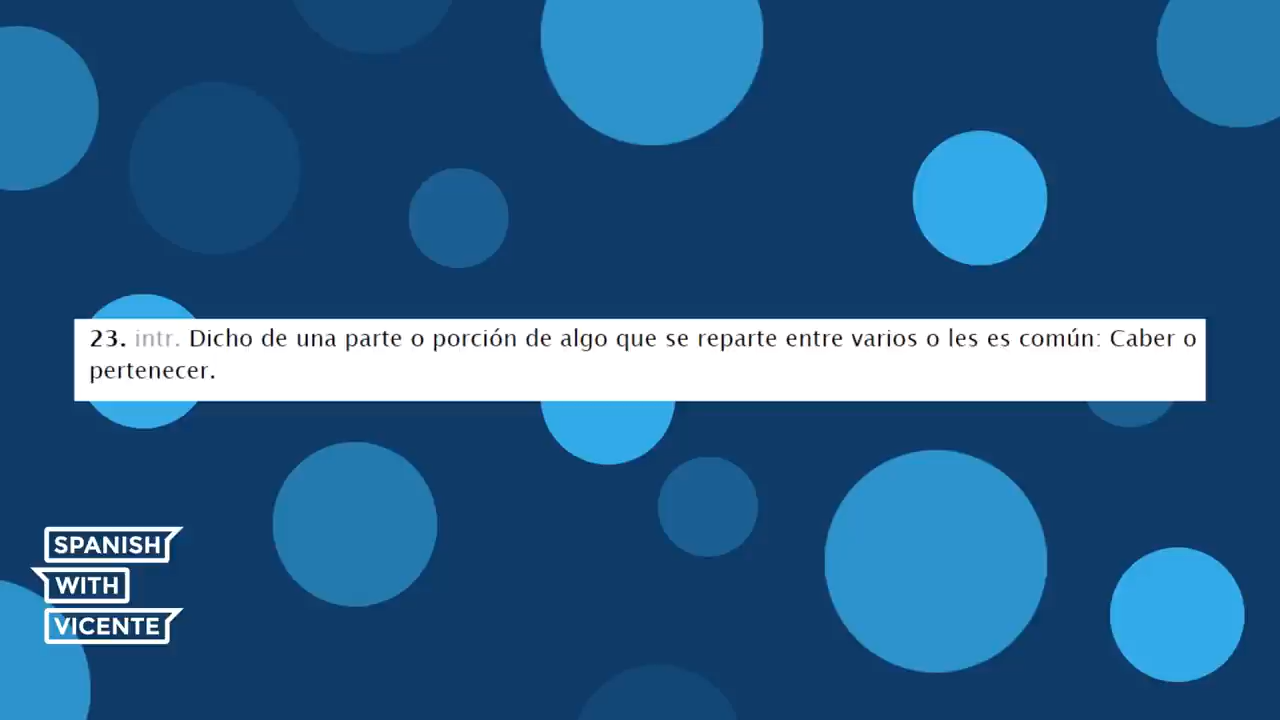 23. intr. Dicho de una parte o porción de algo que se reparte entre varios o les es común: Caber o
pertenecer.
SPANISH
WITH
VICENTE